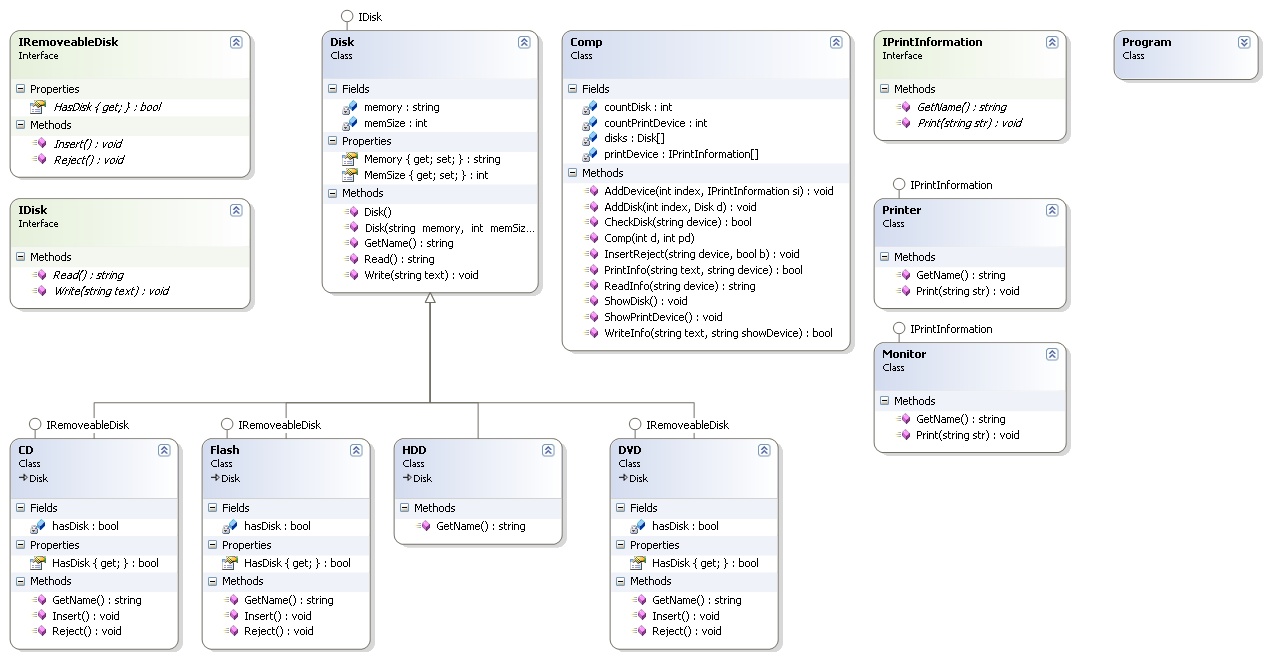 IRemoveableDisk
Interface
Properties
HasDisk { get; } : bool
Methods
Insert() : void
Reject() : void
IDisk
Interface
Methods
Read() : string
Write(string text) : void
IDisk
Disk
Class
Fields
memory : string
memSize : int
Properties
Memory { get; set; } : string
MemSize { get; set; } : int
Methods
Disk()
Disk(string memory, int memSiz...
GetName() : string
Read() : string
Write(string text) : void
Comp
Class
Fields
countDisk : int
countPrintDevice : int
disks : Disk[]
printDevice : IPrintInformation[]
Methods
AddDevice(int index, IPrintInformation si) : void
AddDisk(int index, Disk d) : void
CheckDisk(string device) : bool
Comp(int d, int pd)
InsertReject(string device, bool b) : void
PrintInfo(string text, string device) : bool
ReadInfo(string device) : string
ShowDisk() : void
ShowPrintDevice() : void
WriteInfo(string text, string showDevice) : bool
IPrintInformation
Interface
Methods
GetName() : string
Print(string str) : void
IPrintInformation
Printer
Class
Methods
GetName() : string
Print(string str) : void
IPrintInformation
Monitor
Class
Methods
GetName() : string
Print(string str) : void
Program
Class
IRemoveableDisk
CD
Class
Disk
Fields
hasDisk : bool
Properties
HasDisk { get; } : bool
Methods
GetName() : string
Insert() : void
Reject() : void
IRemoveableDisk
Flash
Class
Disk
Fields
hasDisk : bool
Properties
HasDisk { get; } : bool
Methods
GetName() : string
Insert() : void
Reject() : void
HDD
Class
Disk
Methods
GetName() : string
IRemoveableDisk
DVD
Class
Disk
Fields
hasDisk : bool
Properties
HasDisk { get; } : bool
Methods
GetName() : string
Insert() : void
Reject() : void